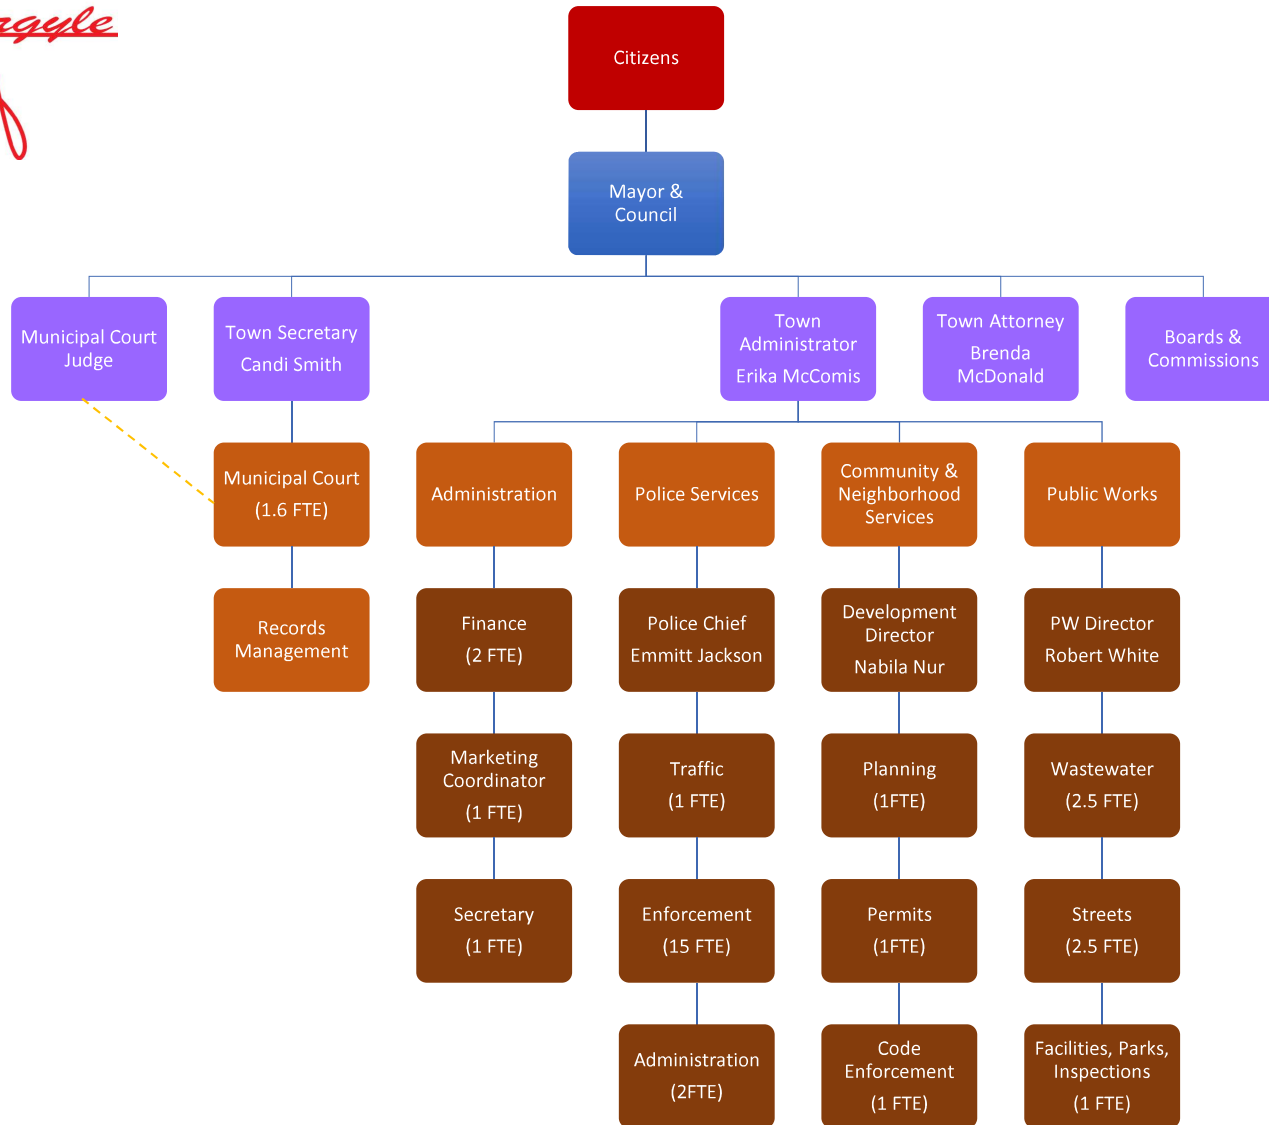 Citizens
Mayor &
Council
Municipal Court
Judge
Town Secretary
Candi Smith
Town
Administrator
Erika McComis
Town Attorney
Brenda
McDonald
Boards &
Commissions
Municipal Court
(1.6 FTE)
Administration
Police Services
Community &
Neighborhood
Services
Public Works
Records
Management
Finance
(2 FTE)
Police Chief
Emmitt Jackson
Development
Director
Nabila Nur
PW Director
Robert White
Marketing
Coordinator
(1 FTE)
Traffic
(1 FTE)
Planning
(1FTE)
Wastewater
(2.5 FTE)
Secretary
(1 FTE)
Enforcement
(15 FTE)
Permits
(1FTE)
Streets
(2.5 FTE)
Administration
(2FTE)
Code
Enforcement
(1 FTE)
Facilities, Parks,
Inspections
(1 FTE)